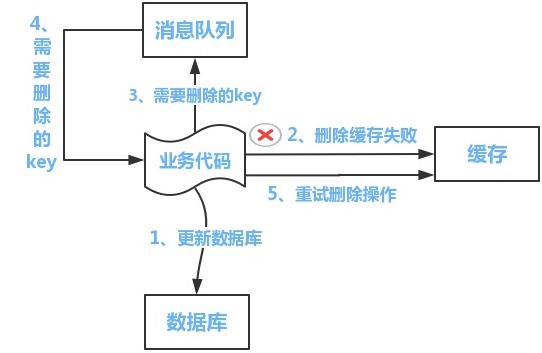 消息队列
4、需要删除的key
3、需要删除的key
2、删除缓存失败
业务代码
缓存
5、重试删除操作
1、更新数据库
数据库